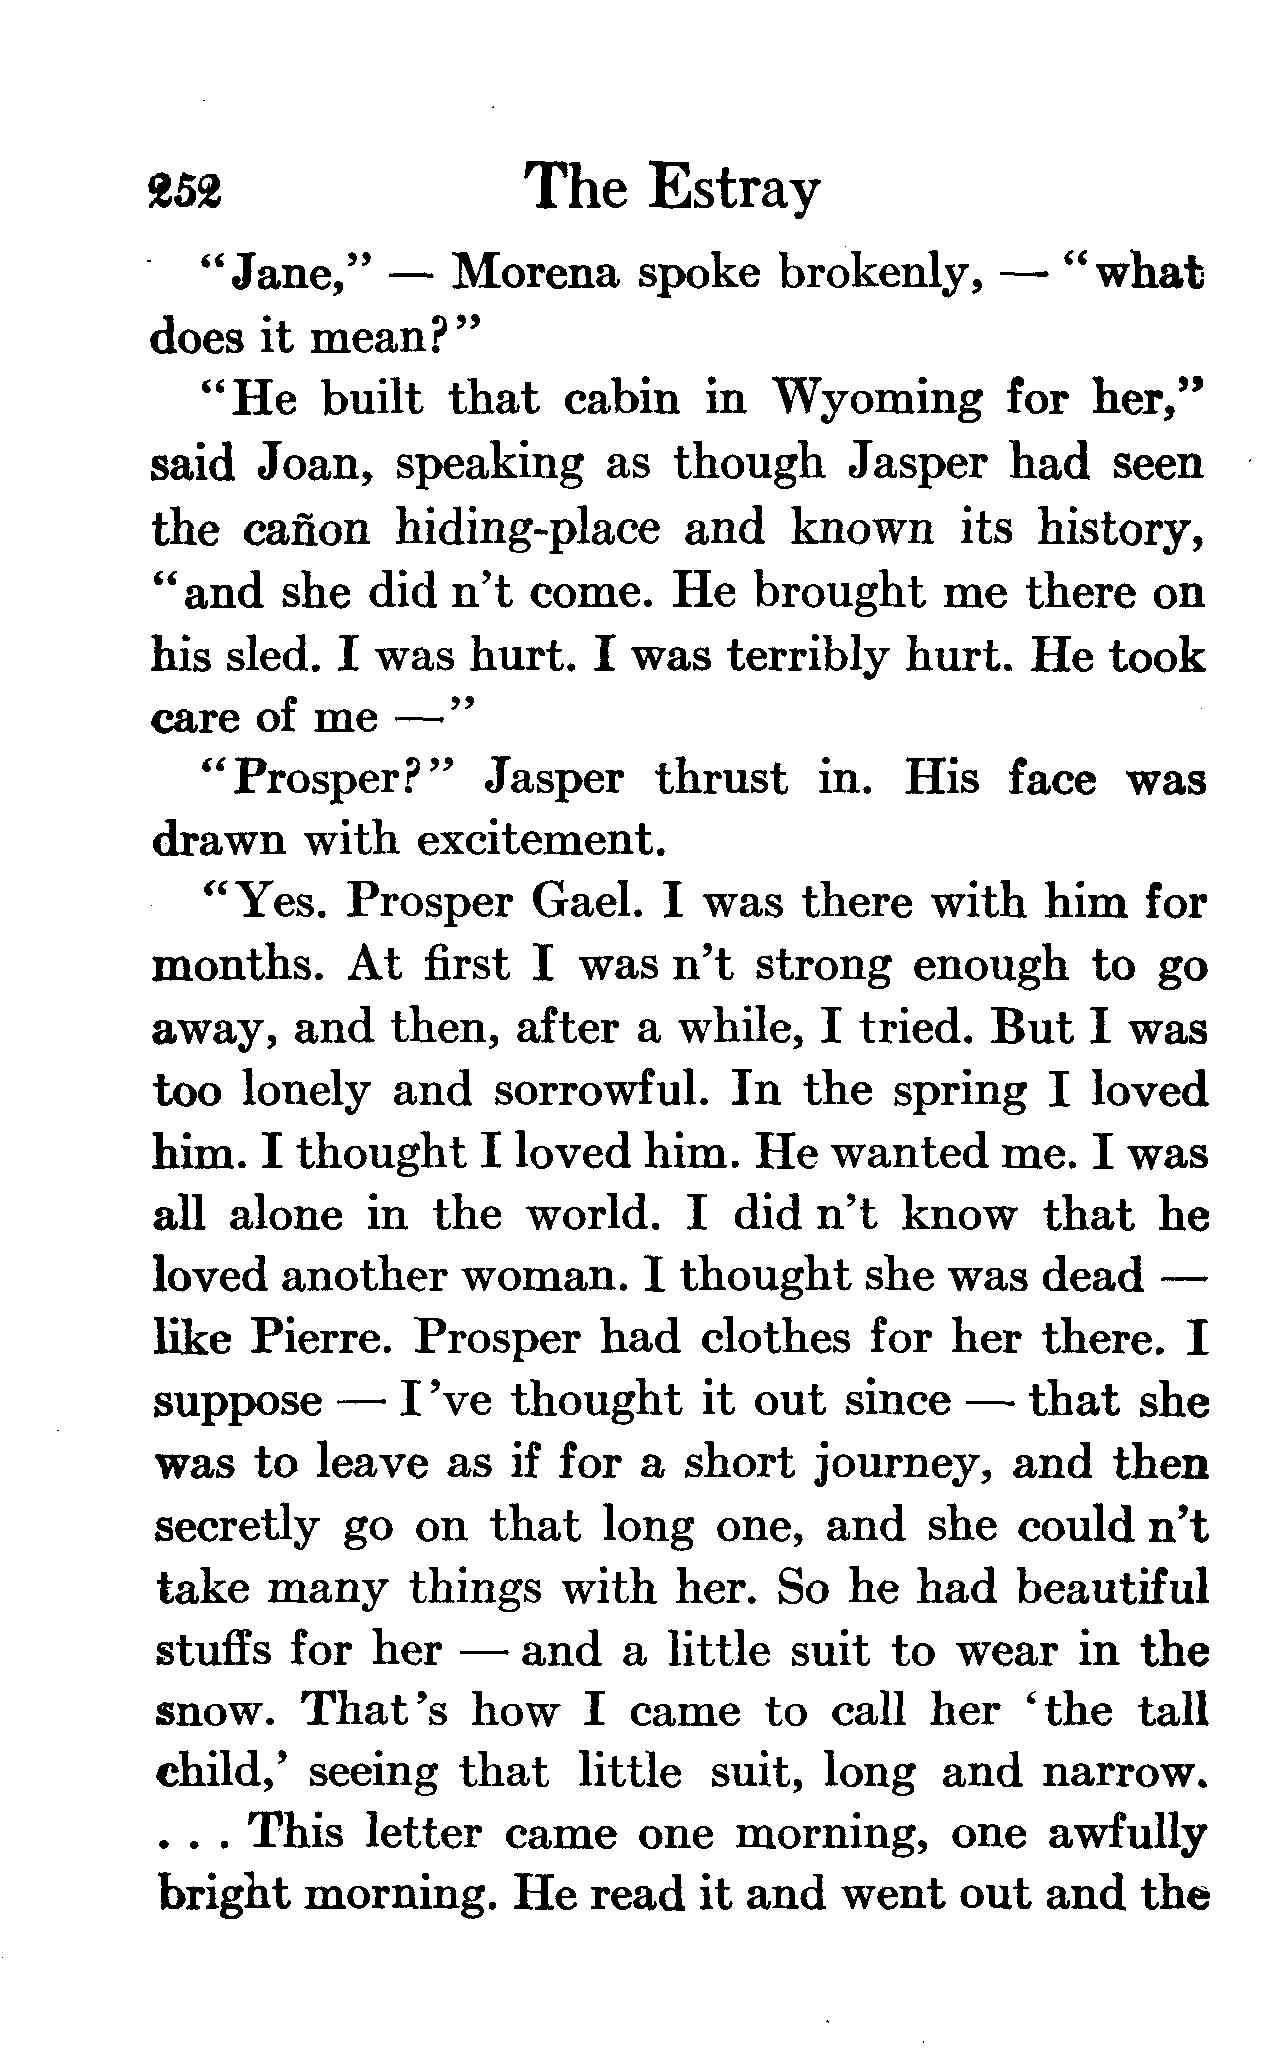 252 The Estray
"Jane," — Morena spoke brokenly, — "what
does it mean?"
"He built that cabin in Wyoming for her,"
said Joan, speaking as though Jasper had seen
the cañon hiding-place and known its history,
"and she did n't come. He brought me there on
his sled. I was hurt. I was terribly hurt. He took
care of me —"
"Prosper?" Jasper thrust in. His face was
drawn with excitement.
"Yes. Prosper Gael. I was there with him for
months. At first I was n't strong enough to go
away, and then, after a while, I tried. But I was
too lonely and sorrowful. In the spring I loved
him. I thought I loved him. He wanted me. I was
all alone in the world. I did n't know that he
loved another woman. I thought she was dead —
like Pierre. Prosper had clothes for her there. I
suppose — I 've thought it out since — that she
was to leave as if for a short journey, and then
secretly go on that long one, and she could n't
take many things with her. So he had beautiful
stuffs for her — and a little suit to wear in the
snow. That 's how I came to call her 'the tall
child,' seeing that little suit, long and narrow.
. . . This letter came one morning, one awfully
bright morning. He read it and went out and the